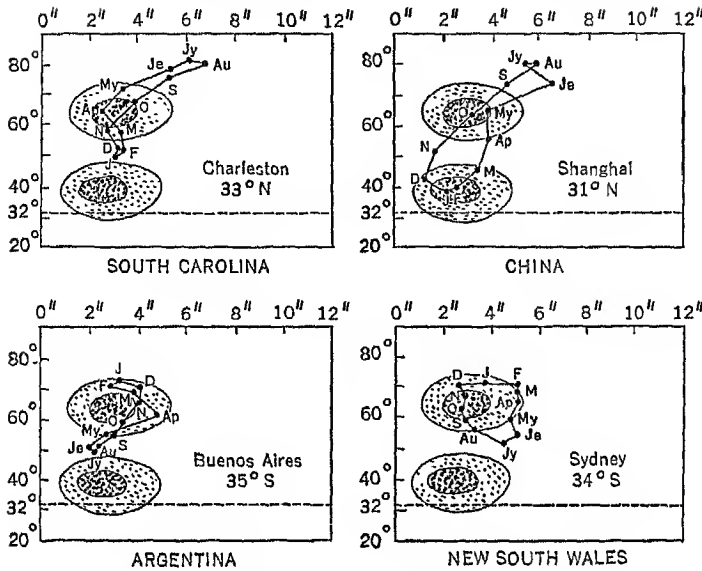 0" 2" 4" 6" 8" 10" 12"
80°
60°
40°
32°
20°
Jy
Je
Au
My
S
Ap
O
N
M
D
F
J
Charleston
33° N
SOUTH CAROLINA
0" 2" 4" 6" 8" 10" 12"
80°
60°
40°
32°
20°
Jy
Au
S
Je
O
My
Ap
N
M
D
J
F
Shanghai
31° N
CHINA
0" 2" 4" 6" 8" 10" 12"
80°
60°
40°
32°
20°
J
F
D
My
N
O
Ap
My
S
Je
Au
Jy
Buenos Aires
35° S
ARGENTINA
0" 2" 4" 6" 8" 10" 12"
80°
60°
40°
32°
20°
D
J
F
N
M
O
Ap
S
My
Au
Je
Jy
Sydney
34° S
NEW SOUTH WALES